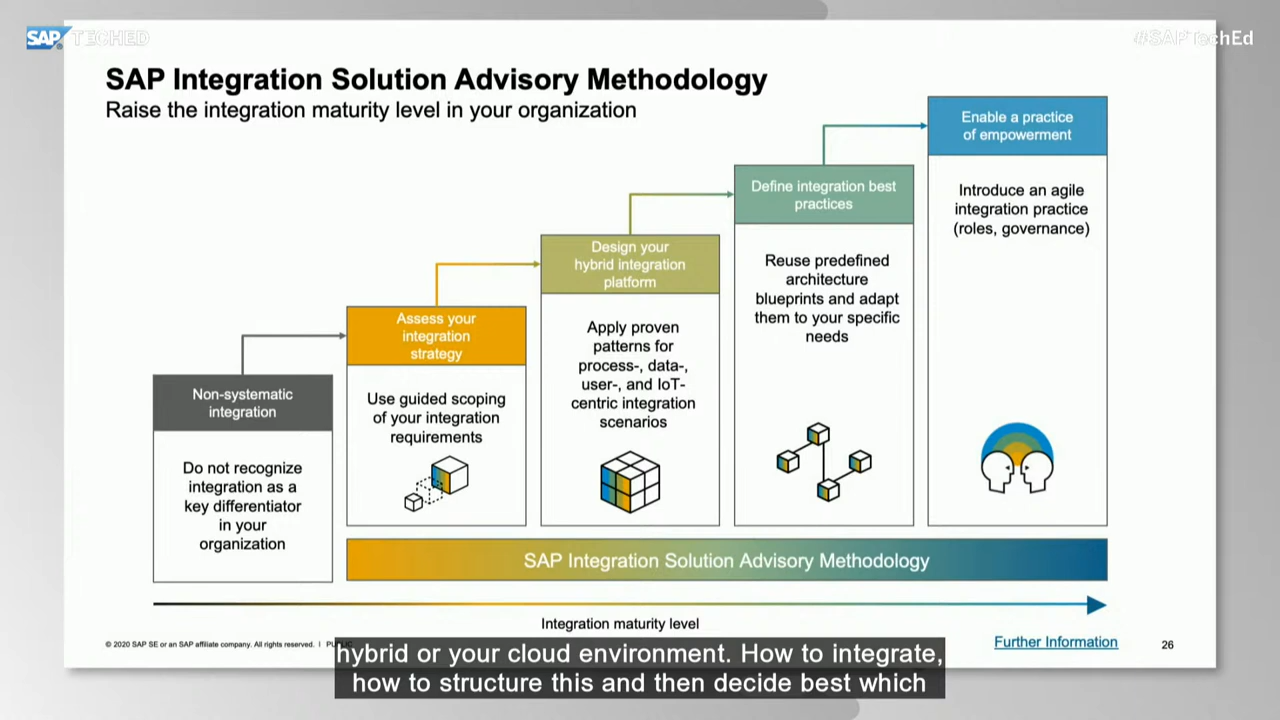 SAP TECHED
#SAPTechEd
SAP Integration Solution Advisory Methodology
Raise the integration maturity level in your organization
Non-systematic
integration
Do not recognize
integration as a
key differentiator
in your
organization
Assess your
integration
strategy
Use guided scoping
of your integration
requirements
Design your
hybrid integration
platform
Apply proven
patterns for
process-, data-,
user-, and IoT-
centric integration
scenarios
Define integration best
practices
Reuse predefined
architecture
blueprints and adapt
them to your specific
needs
Enable a practice
of empowerment
Introduce an agile
integration practice
(roles, governance)
SAP Integration Solution Advisory Methodology
Integration maturity level
© 2020 SAP SE or an SAP affiliate company. All rights reserved. I
Further Information
26
hybrid or your cloud environment. How to integrate,
how to structure this and then decide best which